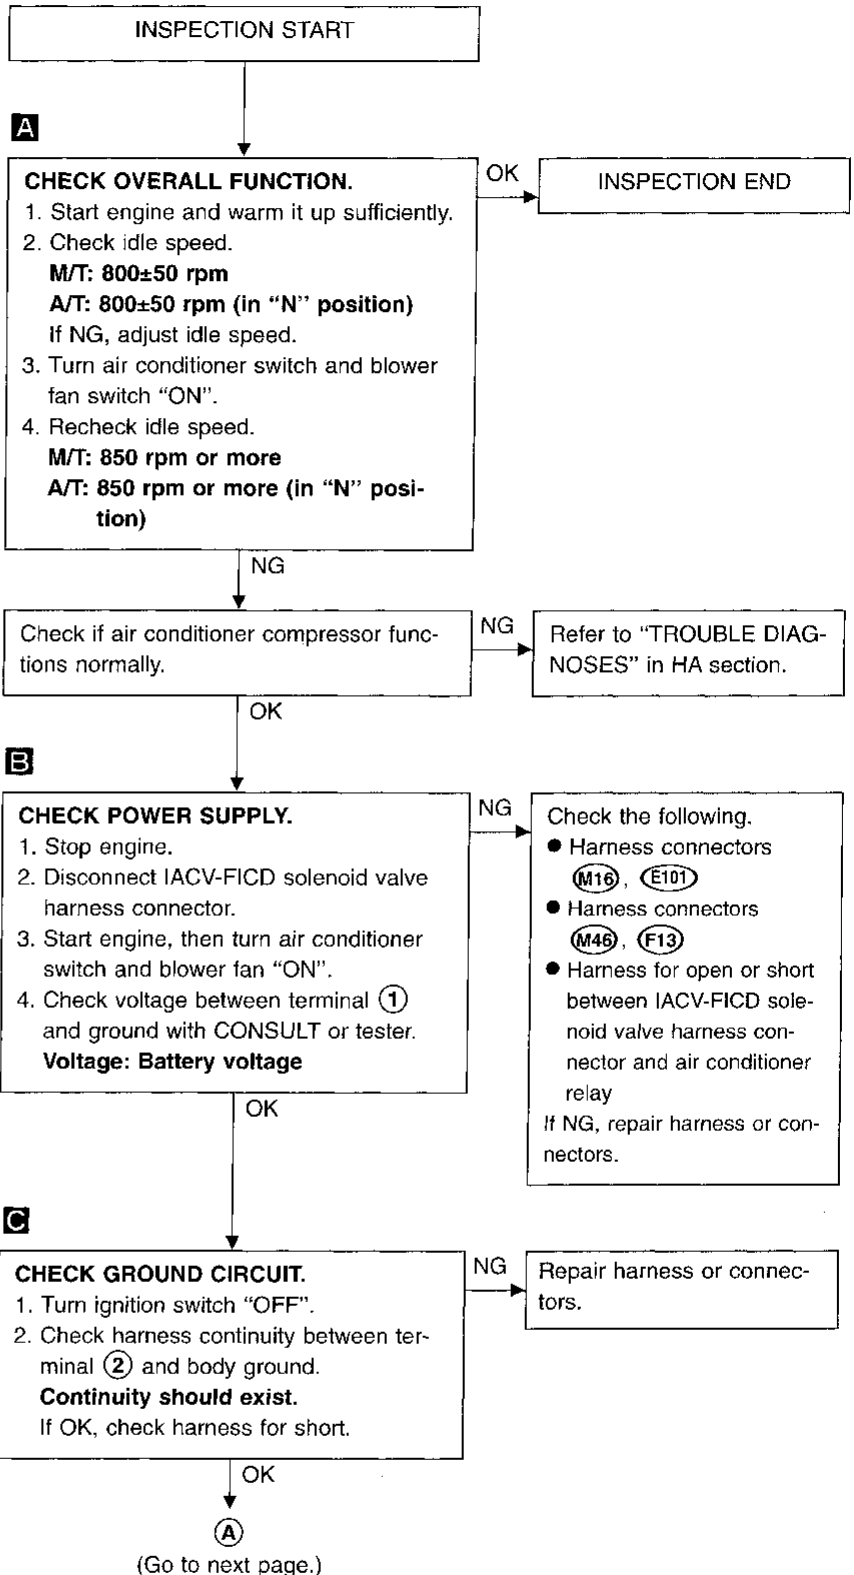 INSPECTION START
A
CHECK OVERALL FUNCTION.
1. Start engine and warm it up sufficiently.
2. Check idle speed.
M/T: 800±50 rpm
A/T: 800±50 rpm (in “N” position)
If NG, adjust idle speed.
3. Turn air conditioner switch and blower
fan switch “ON”.
4. Recheck idle speed.
M/T: 850 rpm or more
A/T: 850 rpm or more (in “N” posi-
tion)
OK
INSPECTION END
NG
Check if air conditioner compressor func-
tions normally.
NG
Refer to “TROUBLE DIAG-
NOSES” in HA section.
OK
B
CHECK POWER SUPPLY.
1. Stop engine.
2. Disconnect IACV-FICD solenoid valve
harness connector.
3. Start engine, then turn air conditioner
switch and blower fan “ON”.
4. Check voltage between terminal ①
and ground with CONSULT or tester.
Voltage: Battery voltage
NG
Check the following.
● Harness connectors
M16, E101
● Harness connectors
M46, F13
● Harness for open or short
between IACV-FICD sole-
noid valve harness con-
nector and air conditioner
relay
If NG, repair harness or con-
nectors.
OK
C
CHECK GROUND CIRCUIT.
1. Turn ignition switch “OFF”.
2. Check harness continuity between ter-
minal ② and body ground.
Continuity should exist.
If OK, check harness for short.
NG
Repair harness or connec-
tors.
OK
Ⓐ
(Go to next page.)